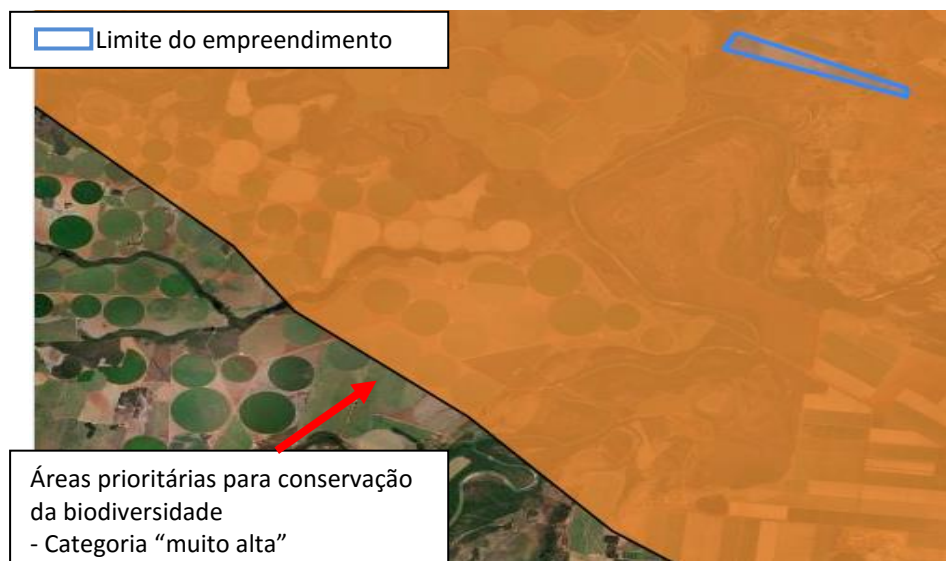 Limite do empreendimento
Áreas prioritárias para conservação
da biodiversidade
- Categoria “muito alta”